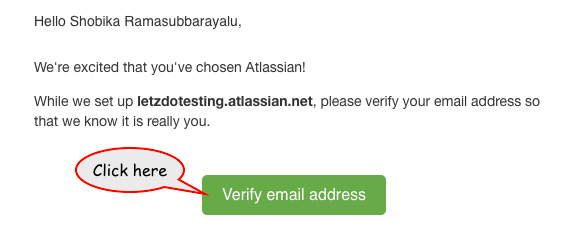 Hello Shobika Ramasubbarayalu,
We're excited that you've chosen Atlassian!
While we set up letzdotesting.atlassian.net, please verify your email address so
that we know it is really you.
Click here
Verify email address